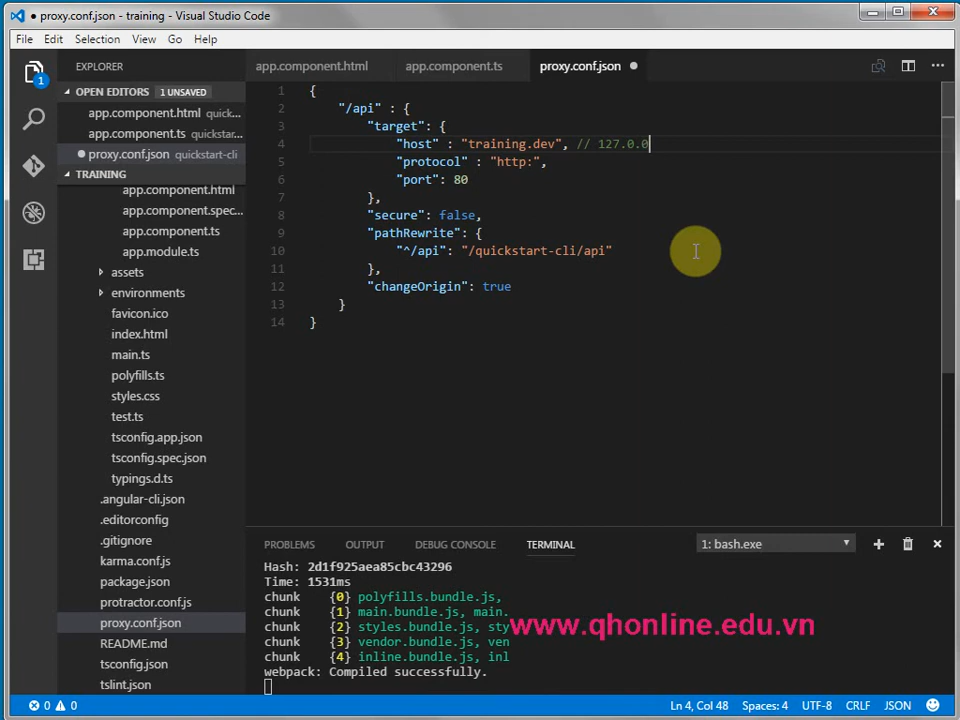 ● proxy.conf.json - training - Visual Studio Code
File Edit Selection View Go Help
EXPLORER
OPEN EDITORS 1 UNSAVED
app.component.html quick...
app.component.ts quickstar...
proxy.conf.json quickstart-cli
TRAINING
app.component.html
app.component.spec...
app.component.ts
app.module.ts
assets
environments
favicon.ico
index.html
main.ts
polyfills.ts
styles.css
test.ts
tsconfig.app.json
tsconfig.spec.json
typings.d.ts
.angular-cli.json
.editorconfig
.gitignore
karma.conf.js
package.json
protractor.conf.js
proxy.conf.json
README.md
tsconfig.json
tslint.json
1
app.component.html app.component.ts proxy.conf.json ●
1 {
2 "/api" : {
3 "target": {
4 "host" : "training.dev", // 127.0.0
5 "protocol" : "http:",
6 "port": 80
7 },
8 "secure": false,
9 "pathRewrite": {
10 "^/api": "/quickstart-cli/api"
11 },
12 "changeOrigin": true
13 }
14 }
PROBLEMS OUTPUT DEBUG CONSOLE TERMINAL 1: bash.exe
Hash: 2d1f925aea85cbc43296
Time: 1531ms
chunk {0} polyfills.bundle.js,
chunk {1} main.bundle.js, main.
chunk {2} styles.bundle.js, sty
chunk {3} vendor.bundle.js, ven
chunk {4} inline.bundle.js, inl
webpack: Compiled successfully.
www.qhonline.edu.vn
0 0 Ln 4, Col 48 Spaces: 4 UTF-8 CRLF JSON